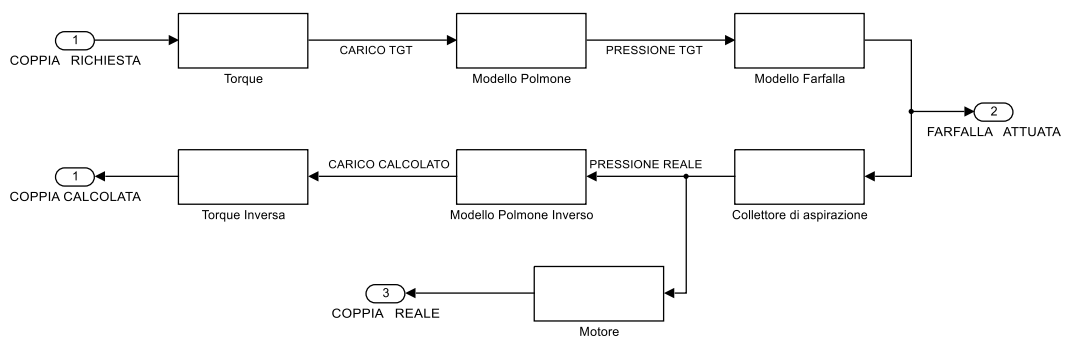 1
COPPIA RICHIESTA
Torque
CARICO TGT
Modello Polmone
PRESSIONE TGT
Modello Farfalla
2
FARFALLA ATTUATA
1
COPPIA CALCOLATA
Torque Inversa
CARICO CALCOLATO
Modello Polmone Inverso
PRESSIONE REALE
Collettore di aspirazione
3
COPPIA REALE
Motore